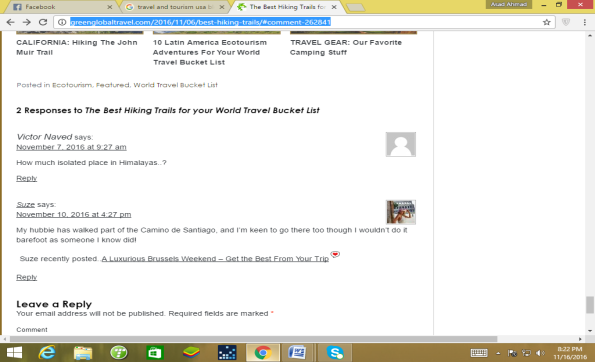 Facebook
travel and tourism usa b
The Best Hiking Trails for
Asad Ahmad
greenglobaltravel.com/2016/11/06/best-hiking-trails/#comment-262841
CALIFORNIA: Hiking The John
Muir Trail
10 Latin America Ecotourism
Adventures For Your World
Travel Bucket List
TRAVEL GEAR: Our Favorite
Camping Stuff
Posted in Ecotourism, Featured, World Travel Bucket List
2 Responses to The Best Hiking Trails for your World Travel Bucket List
Victor Naved says:
November 7, 2016 at 9:27 am
How much isolated place in Himalayas..?
Reply
Suze says:
November 10, 2016 at 4:27 pm
My hubbie has walked part of the Camino de Santiago, and I'm keen to go there too though I wouldn't do it
barefoot as someone I know did!
Suze recently posted. A Luxurious Brussels Weekend – Get the Best From Your Trip
Reply
Leave a Reply
Your email address will not be published. Required fields are marked *
Comment
8:22 PM
11/16/2016